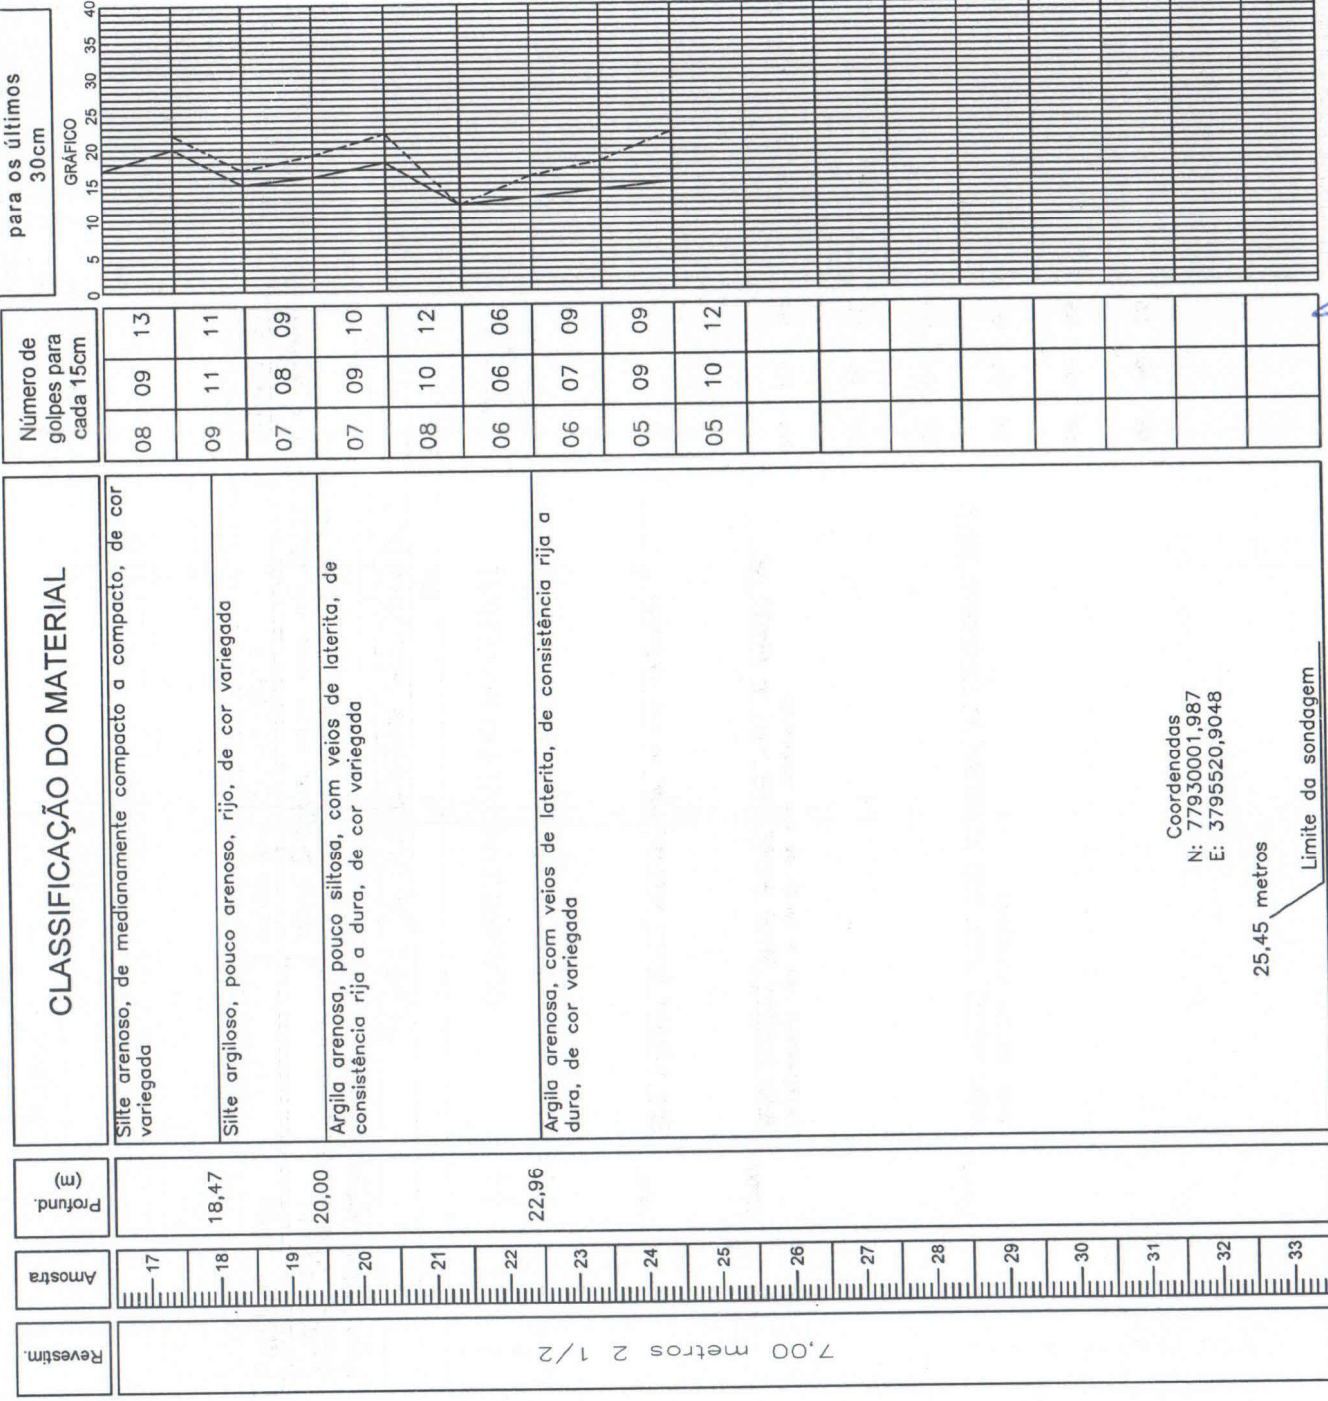 Revestim.
Amostra
Profund.
(m)
CLASSIFICAÇÃO DO MATERIAL
Número de
golpes para
cada 15cm
para os últimos
30cm
GRÁFICO
0 5 10 15 20 25 30 35 40
7,00 metros 2 1/2
17
18
19
20
21
22
23
24
25
26
27
28
29
30
31
32
33
18,47
20,00
22,96
Silte arenoso, de medianamente compacto a compacto, de cor
variegada
Silte argiloso, pouco arenoso, rijo, de cor variegada
Argila arenosa, pouco siltosa, com veios de laterita, de
consistência rija a dura, de cor variegada
Argila arenosa, com veios de laterita, de consistência rija a
dura, de cor variegada
Coordenadas
N: 77930001,987
E: 3795520,9048
25,45 metros
Limite da sondagem
08 09 13
09 11 11
07 08 09
07 09 10
08 10 12
06 06 06
06 07 09
05 09 09
05 10 12